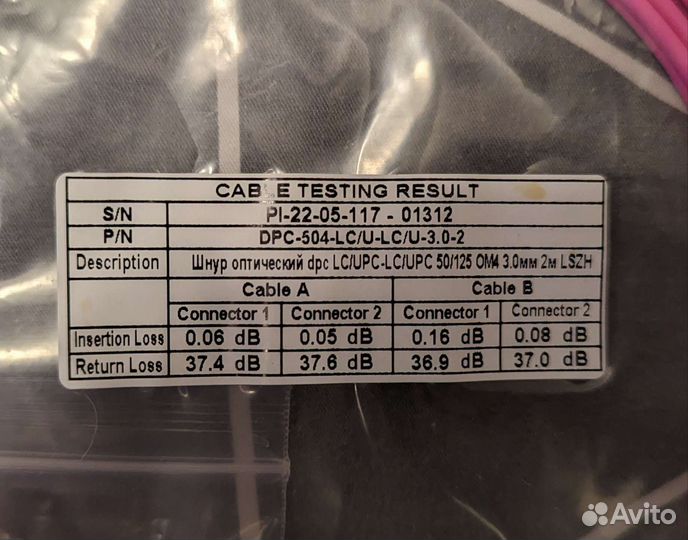 CABLE TESTING RESULT
S/N PI-22-05-117 - 01312
P/N DPC-504-LC/U-LC/U-3.0-2
Description Шнур оптический dpc LC/UPC-LC/UPC 50/125 OM4 3.0мм 2м LSZH
Cable A Cable B
Connector 1 Connector 2 Connector 1 Connector 2
Insertion Loss 0.06 dB 0.05 dB 0.16 dB 0.08 dB
Return Loss 37.4 dB 37.6 dB 36.9 dB 37.0 dB
Avito